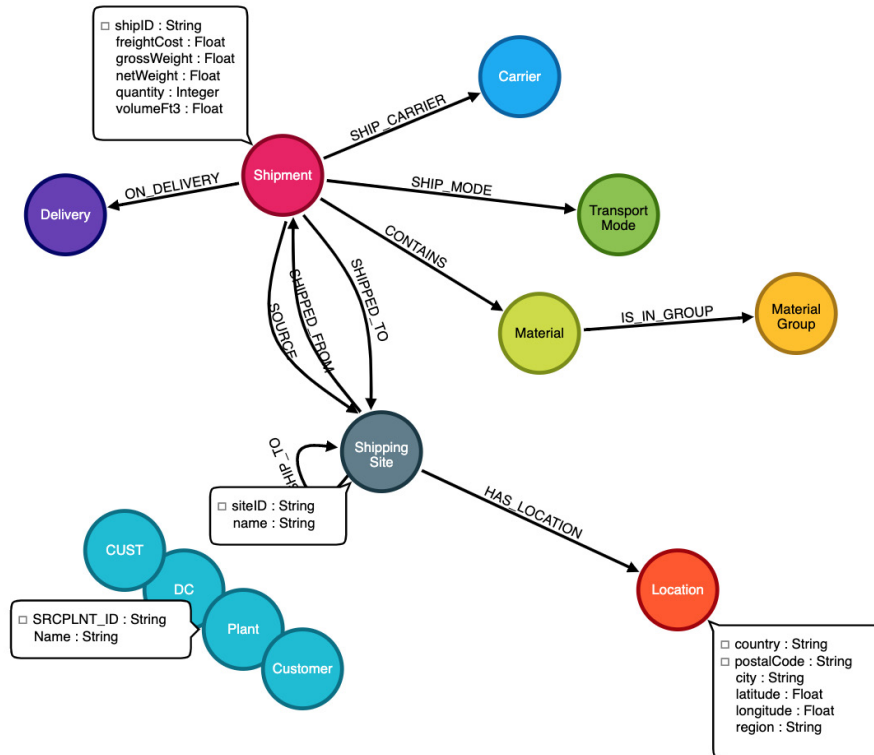 shipID : String
freightCost : Float
grossWeight : Float
netWeight : Float
quantity : Integer
volumeFt3 : Float
Carrier
SHIP_CARRIER
Shipment
ON_DELIVERY
Delivery
SHIP_MODE
Transport
Mode
CONTAINS
Material
IS_IN_GROUP
Material
Group
SOURCE
SHIPPED_FROM
SHIPPED_TO
Shipping
Site
SH
P_TO
siteID : String
name : String
HAS_LOCATION
CUST
DC
SRCPLNT_ID : String
Name : String
Plant
Customer
Location
country : String
postalCode : String
city : String
latitude : Float
longitude : Float
region : String